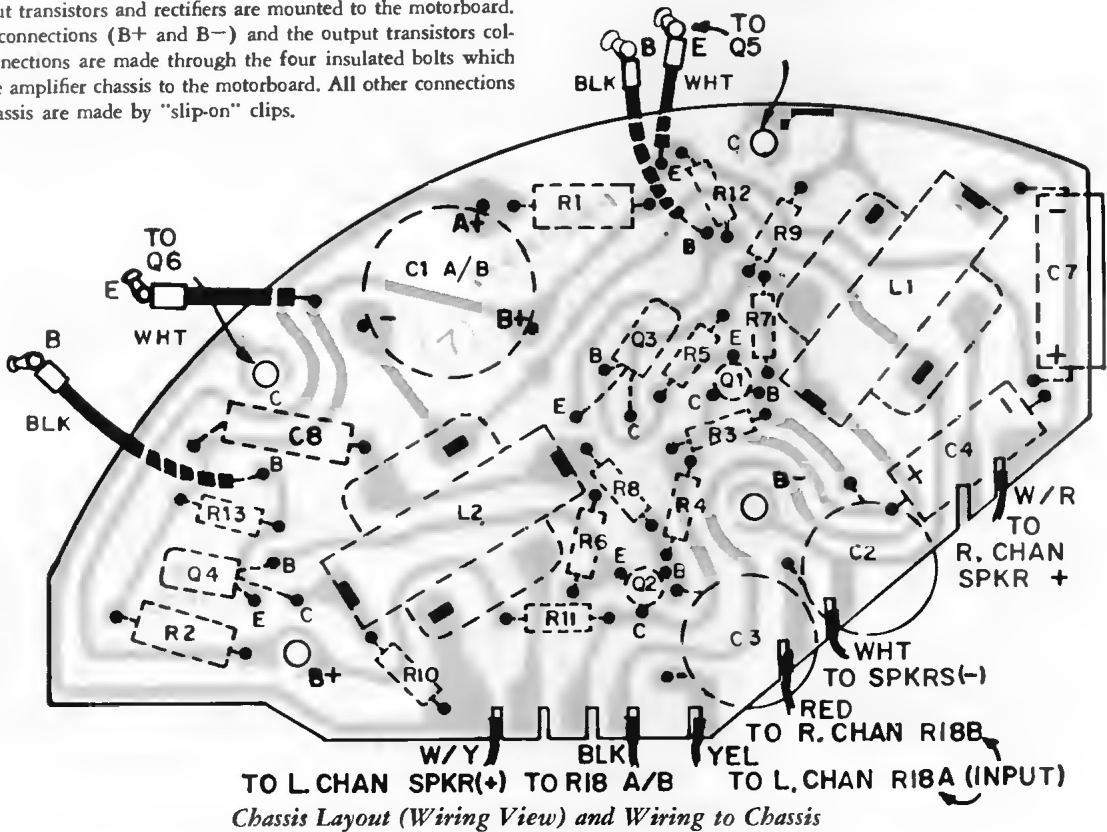 ut transistors and rectifiers are mounted to the motorboard.
connections (B+ and B−) and the output transistors col-
nections are made through the four insulated bolts which
e amplifier chassis to the motorboard. All other connections
assis are made by "slip-on" clips.
B E TO
Q5
BLK WHT
C
E
R12
B
R1
A+
C1 A/B
- B+
R9
L1
- C7 +
TO
Q6
E
WHT
C
B
BLK
C8
B
R13
Q4
B
E C
R2
B+
R10
L2
Q3
B
E
C
R5
R7
E
Q1
C B
R3
R8
R4
R6
E
Q2
B
C
R11
B-
C4
+
C2
C3
W/R
TO
R. CHAN
SPKR +
WHT
TO SPKRS(-)
RED
TO R. CHAN R18B
W/Y BLK YEL
TO L. CHAN SPKR(+) TO R18 A/B TO L. CHAN R18A (INPUT)
Chassis Layout (Wiring View) and Wiring to Chassis